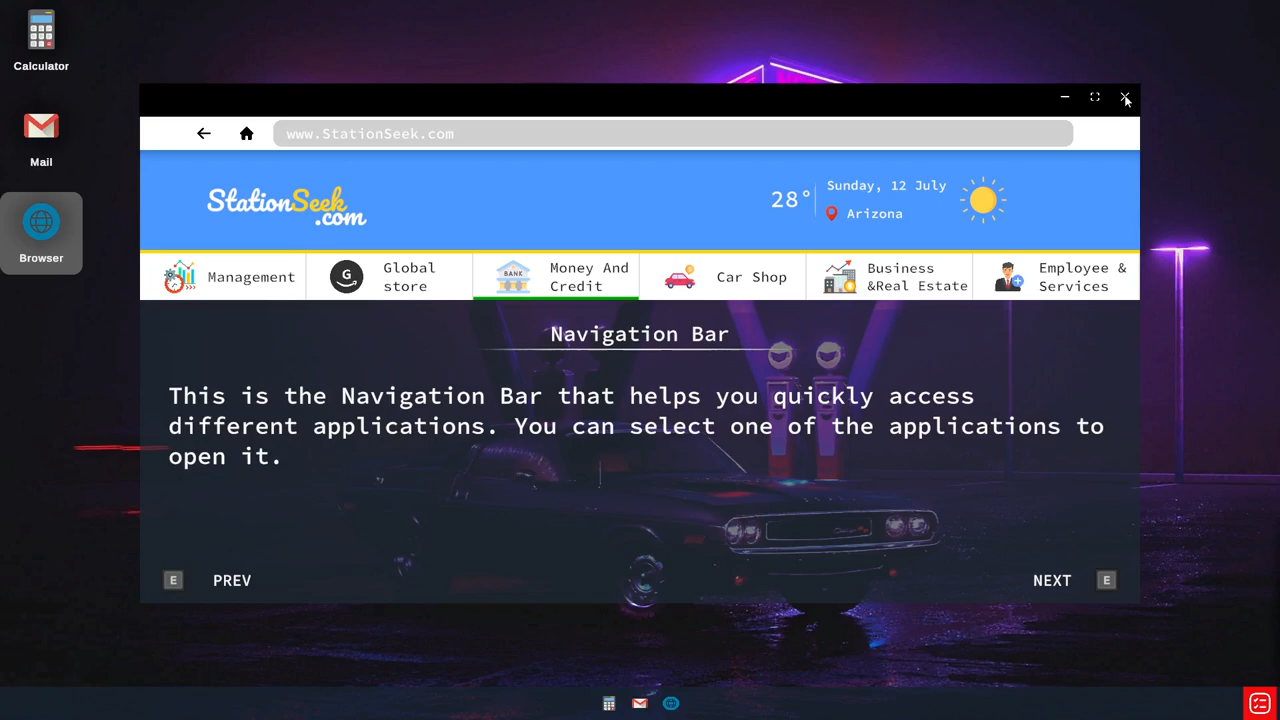 Calculator
Mail
Browser
www.StationSeek.com
StationSeek
.com
28°
Sunday, 12 July
Arizona
Management
G
Global
store
BANK
Money And
Credit
Car Shop
Business
&Real Estate
Employee &
Services
Navigation Bar
This is the Navigation Bar that helps you quickly access
different applications. You can select one of the applications to
open it.
E PREV
NEXT E